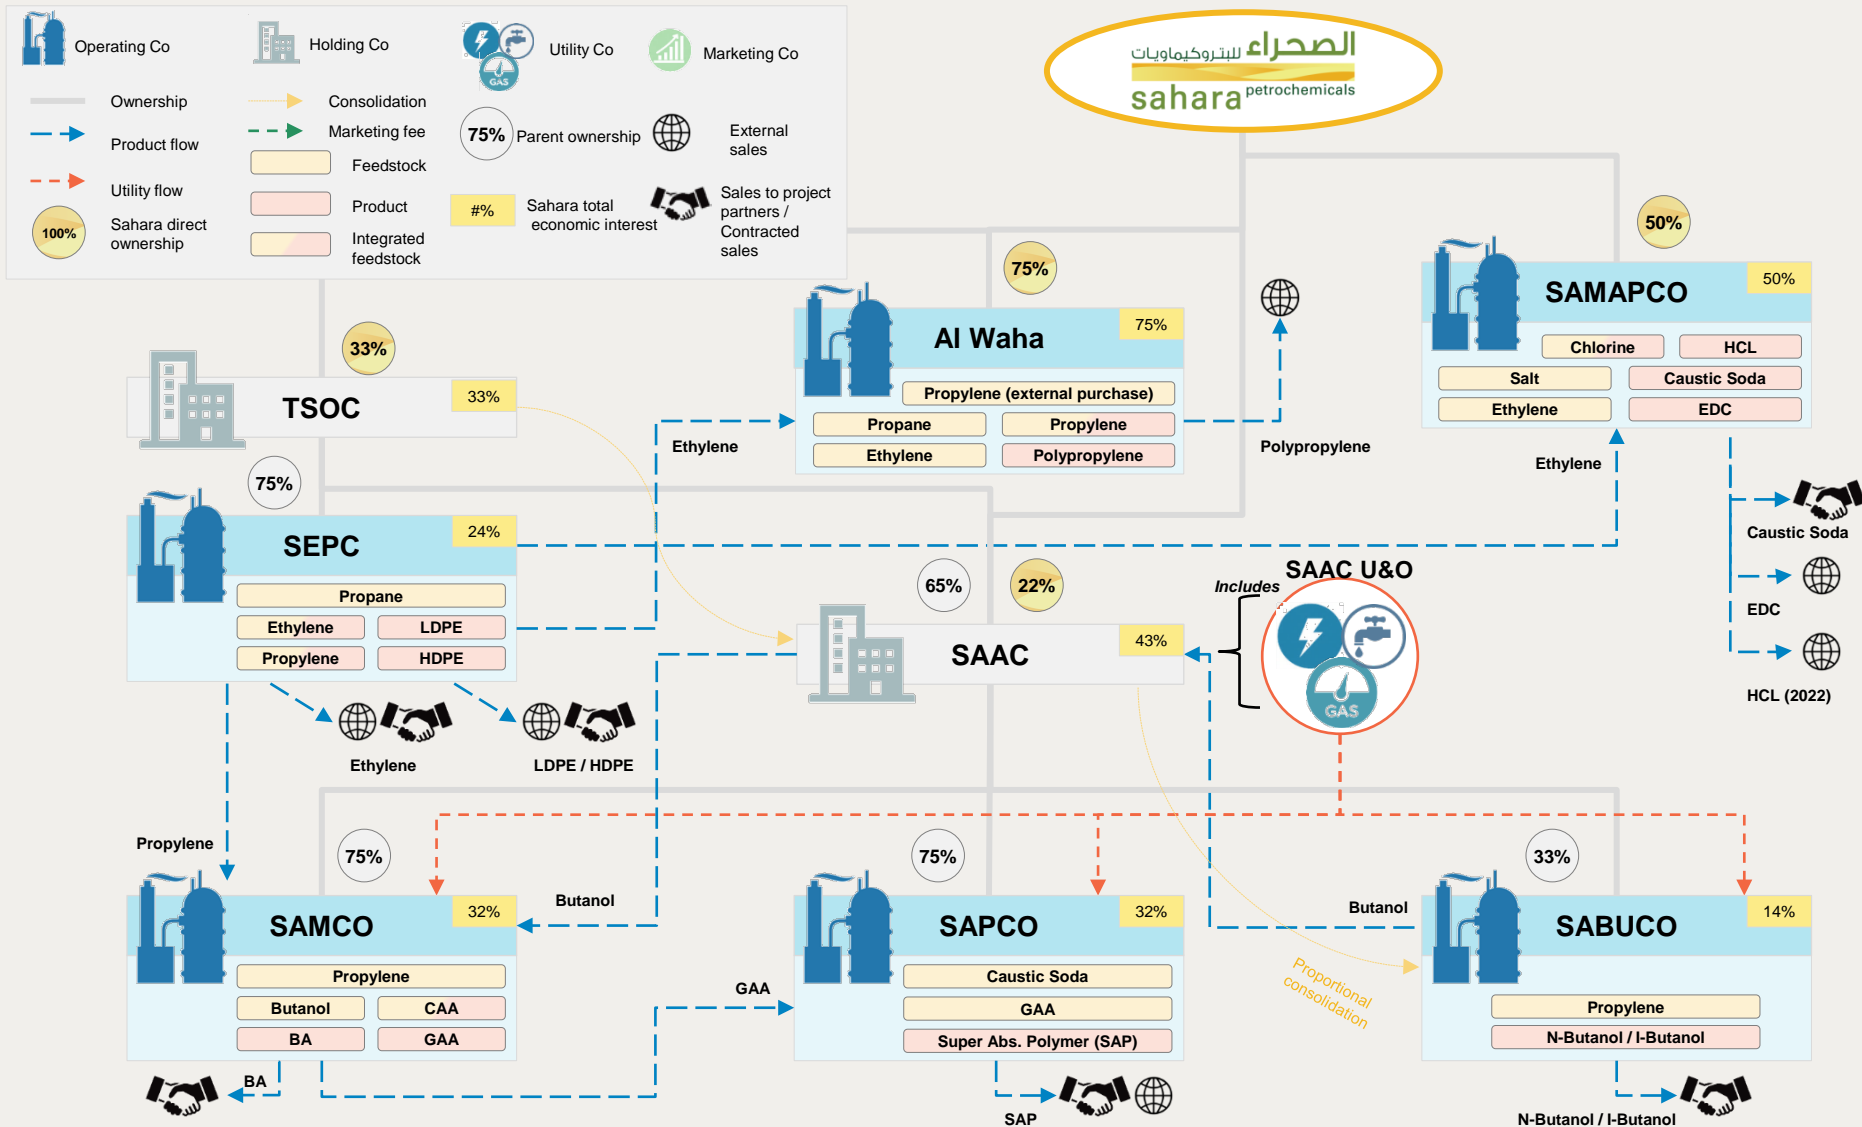 Operating Co
Holding Co
GAS
Utility Co
Marketing Co
Ownership
Consolidation
Product flow
Marketing fee
75%
Parent ownership
External
sales
Feedstock
Utility flow
Product
100%
Sahara direct
ownership
Integrated
feedstock
#%
Sahara total
economic interest
Sales to project
partners /
Contracted
sales
الصحراء للبتروكيماويات
sahara petrochemicals
50%
SAMAPCO
50%
Chlorine
HCL
Salt
Caustic Soda
Ethylene
EDC
75%
Al Waha
75%
Propylene (external purchase)
Propane
Propylene
Ethylene
Polypropylene
Ethylene
Polypropylene
Ethylene
33%
TSOC
33%
75%
SEPC
24%
Propane
Ethylene
LDPE
Propylene
HDPE
Ethylene
LDPE / HDPE
Caustic Soda
EDC
HCL (2022)
65%
22%
SAAC
43%
Includes
SAAC U&O
GAS
Propylene
75%
SAMCO
32%
Propylene
Butanol
CAA
BA
GAA
BA
Butanol
GAA
75%
SAPCO
32%
Caustic Soda
GAA
Super Abs. Polymer (SAP)
SAP
Butanol
Proportional
consolidation
33%
SABUCO
14%
Propylene
N-Butanol / I-Butanol
N-Butanol / I-Butanol